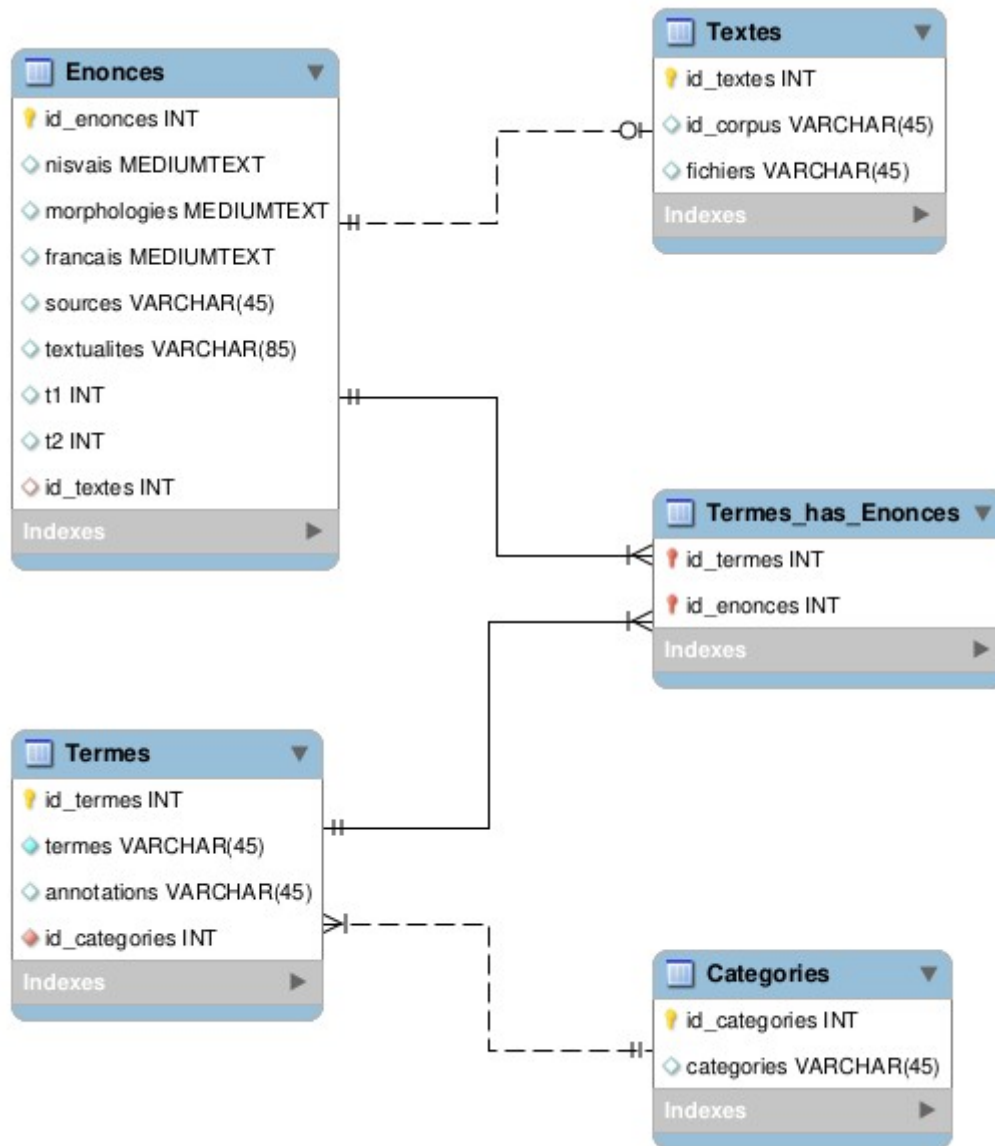 Enonces
id_enonces INT
nisvais MEDIUMTEXT
morphologies MEDIUMTEXT
francais MEDIUMTEXT
sources VARCHAR(45)
textualites VARCHAR(85)
t1 INT
t2 INT
id_textes INT
Indexes
Textes
id_textes INT
id_corpus VARCHAR(45)
fichiers VARCHAR(45)
Indexes
Termes_has_Enonces
id_termes INT
id_enonces INT
Indexes
Termes
id_termes INT
termes VARCHAR(45)
annotations VARCHAR(45)
id_categories INT
Indexes
Categories
id_categories INT
categories VARCHAR(45)
Indexes